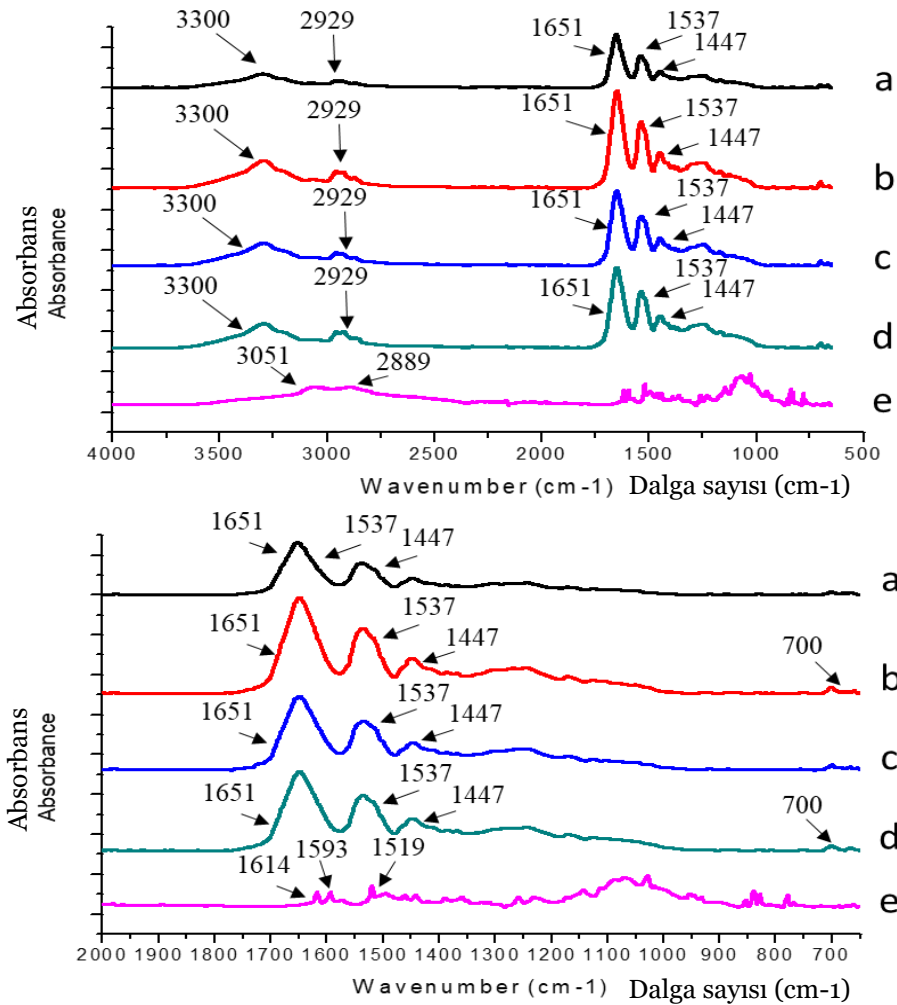 3300 2929 1651 1537 1447 a
3300 2929 1651 1537 1447 b
3300 2929 1651 1537 1447 c
3300 2929 1651 1537 1447 d
3051 2889 e
Absorbans
Absorbance
4000 3500 3000 2500 2000 1500 1000 500
Wavenumber (cm-1) Dalga sayısı (cm-1)
1651 1537 1447 a
1651 1537 1447 700 b
1651 1537 1447 c
1651 1537 1447 700 d
1614 1593 1519 e
Absorbans
Absorbance
2000 1900 1800 1700 1600 1500 1400 1300 1200 1100 1000 900 800 700
Wavenumber (cm-1) Dalga sayısı (cm-1)